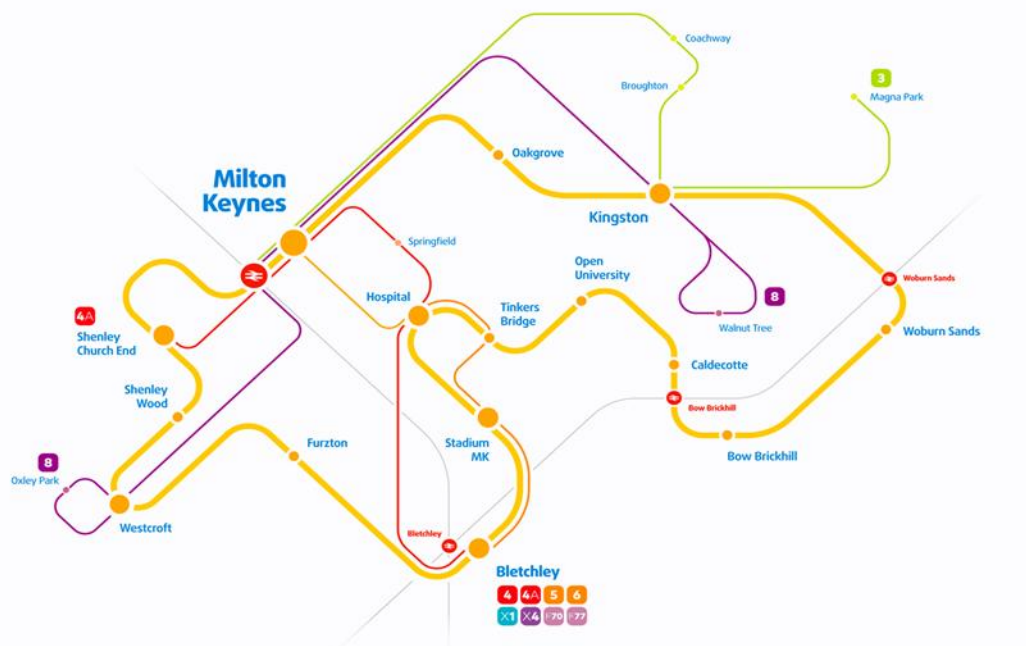 Coachway
3
Broughton
Magna Park
Oakgrove
Milton
Keynes
Kingston
Springfield
Open
University
Woburn Sands
Hospital
8
4A
Tinkers
Bridge
Walnut Tree
Woburn Sands
Shenley
Church End
Caldecotte
Shenley
Wood
Bow Brickhill
Furzton
Stadium
MK
Bow Brickhill
8
Oxley Park
Westcroft
Bletchley
Bletchley
4 4A 5 6
X1 X4 F70 F77